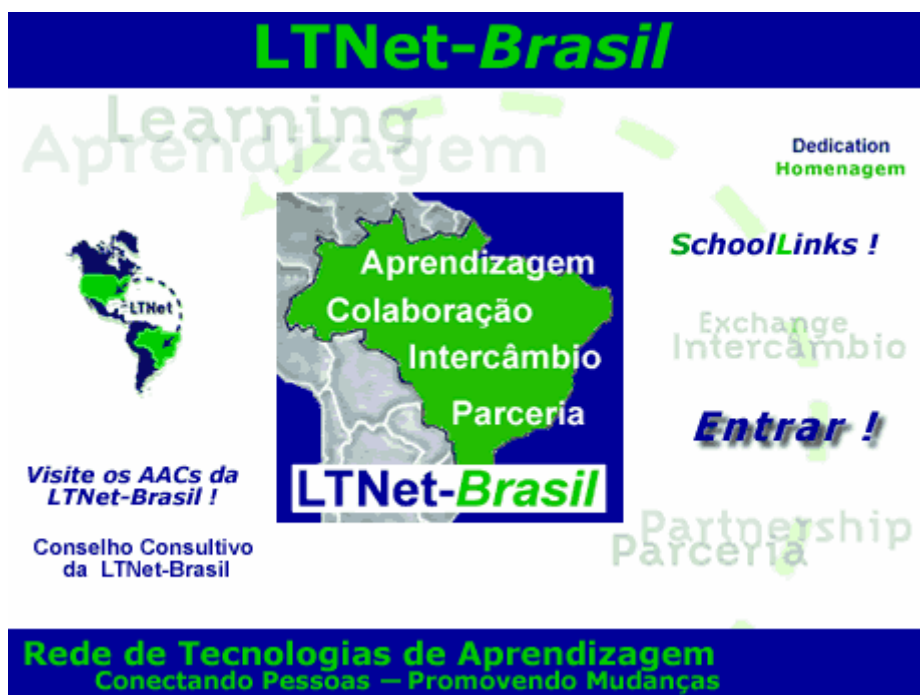 LTNet-Brasil
Learning
Aprendizagem
Dedication
Homenagem
SchoolLinks !
LTNet
Aprendizagem
Colaboração
Intercâmbio
Parceria
LTNet-Brasil
Exchange
Intercâmbio
Entrar !
Visite os AACs da
LTNet-Brasil !
Conselho Consultivo
da LTNet-Brasil
Partnership
Parceria
Rede de Tecnologias de Aprendizagem
Conectando Pessoas — Promovendo Mudanças